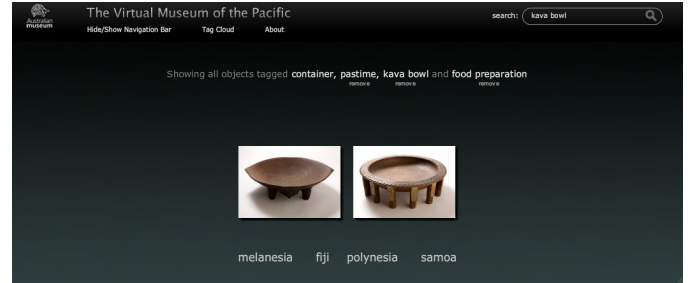 Australian
museum
The Virtual Museum of the Pacific
Hide/Show Navigation Bar Tag Cloud About
search: kava bowl
Showing all objects tagged container, pastime, kava bowl and food preparation
remove remove remove
melanesia fiji polynesia samoa